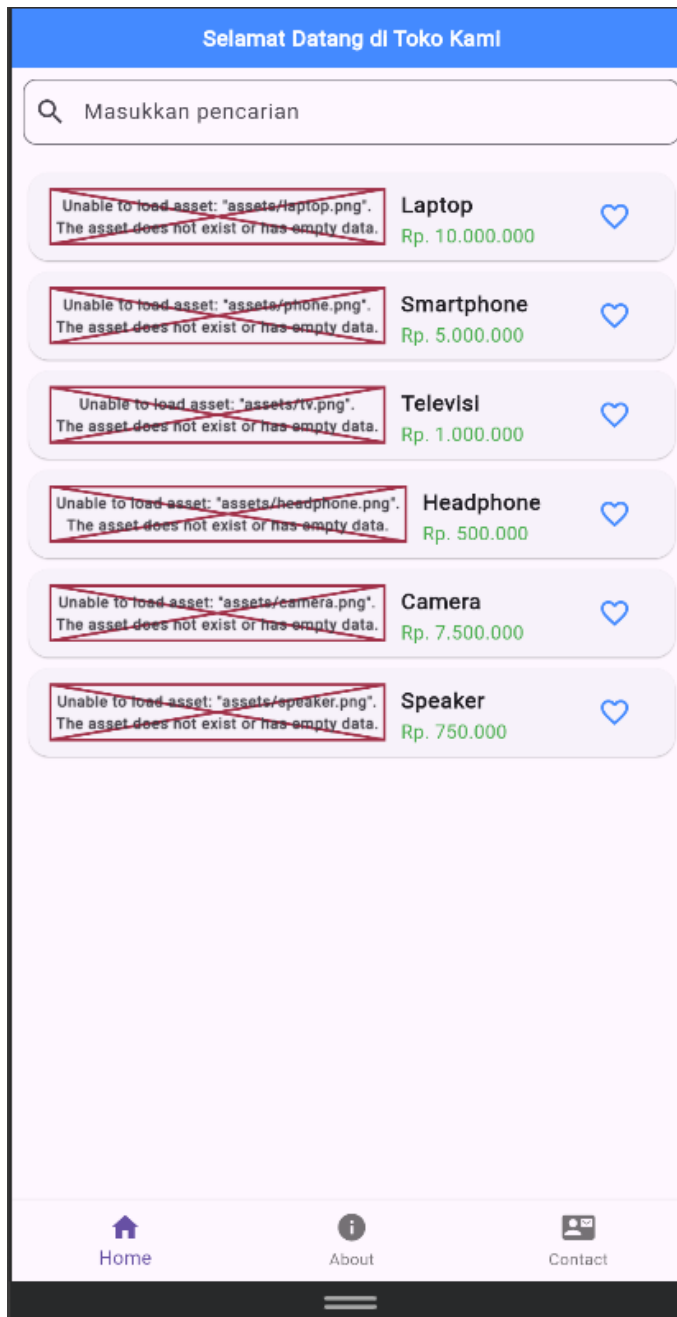 Selamat Datang di Toko Kami
Masukkan pencarian
Unable to load asset: "assets/laptop.png".
The asset does not exist or has empty data.
Laptop
Rp. 10.000.000
Unable to load asset: "assets/phone.png".
The asset does not exist or has empty data.
Smartphone
Rp. 5.000.000
Unable to load asset: "assets/tv.png".
The asset does not exist or has empty data.
Televisi
Rp. 1.000.000
Unable to load asset: "assets/headphone.png".
The asset does not exist or has empty data.
Headphone
Rp. 500.000
Unable to load asset: "assets/camera.png".
The asset does not exist or has empty data.
Camera
Rp. 7.500.000
Unable to load asset: "assets/speaker.png".
The asset does not exist or has empty data.
Speaker
Rp. 750.000
Home
About
Contact